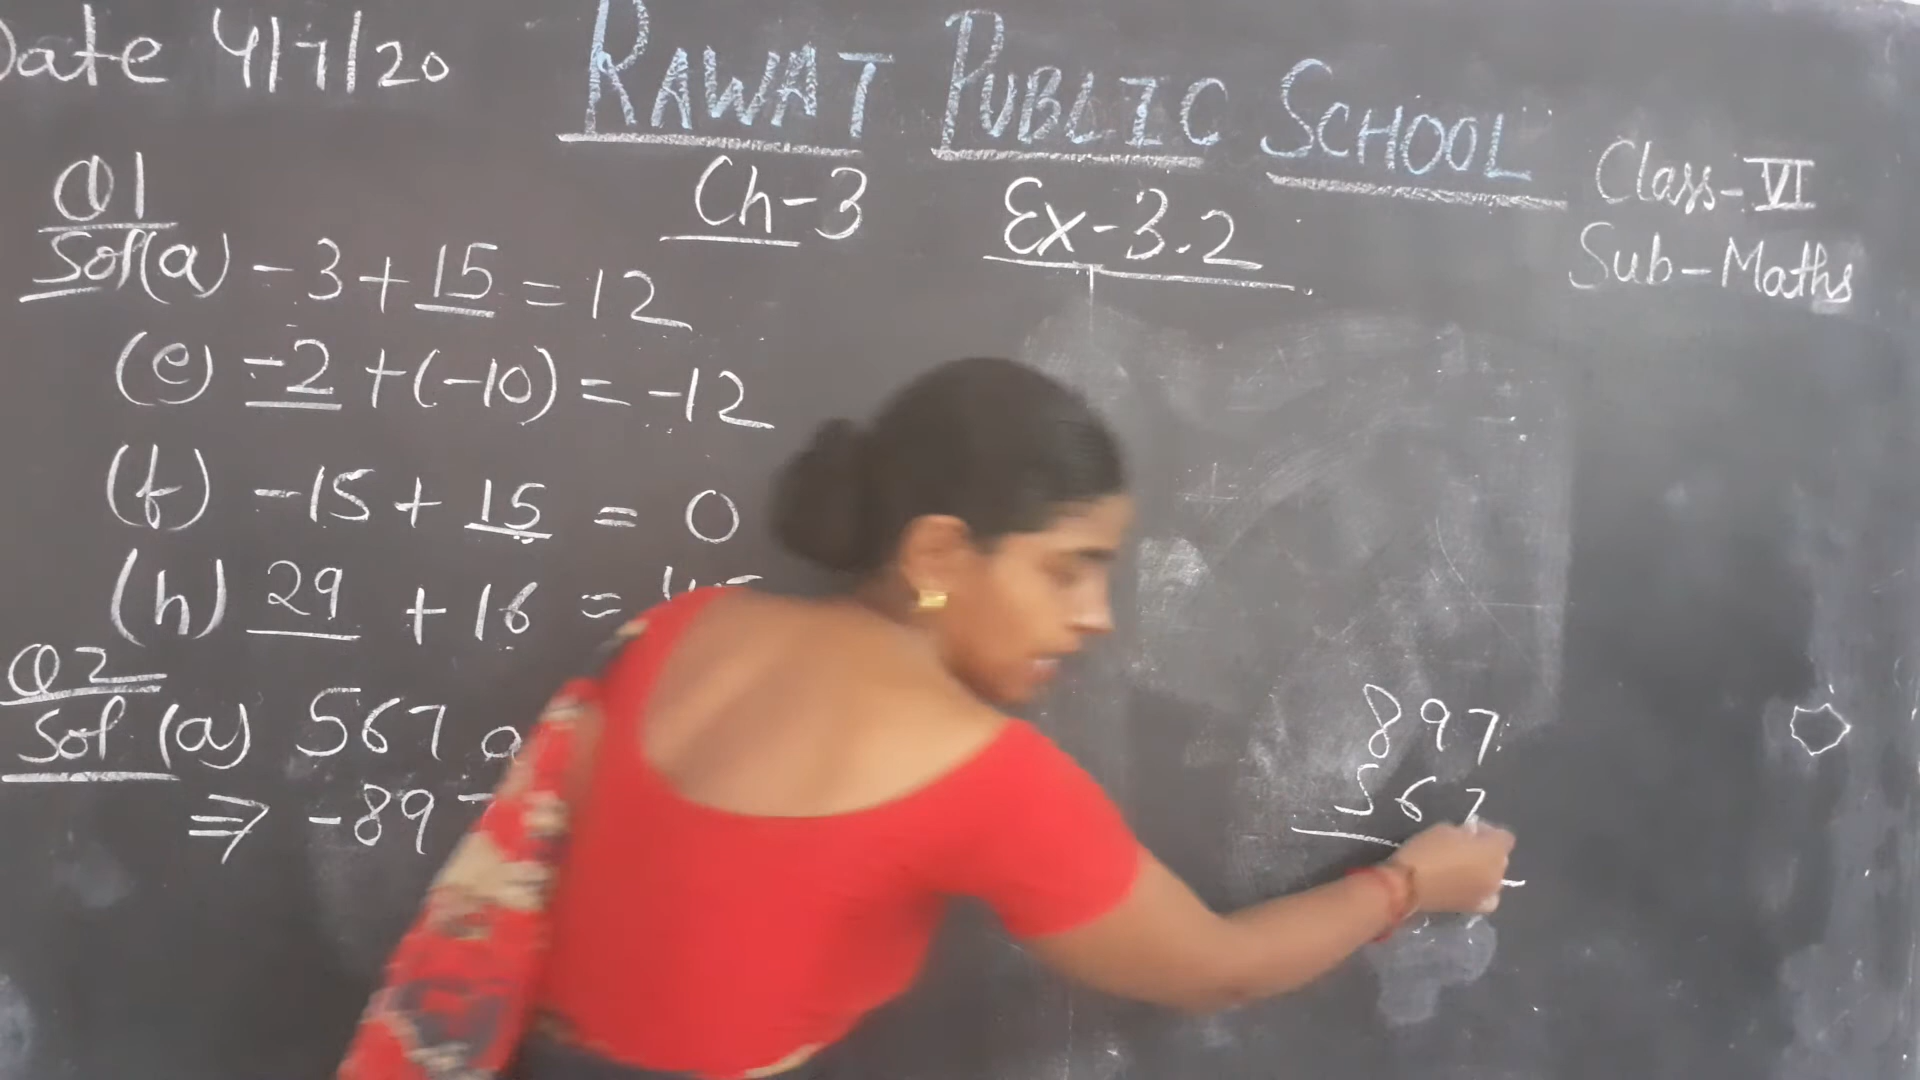 Date 4/7/20
RAWAT PUBLIC SCHOOL
Ch-3 Ex-3.2
Class-VI
Sub-Maths
Q1
Sol (a) -3+15=12
(e) -2+(-10)=-12
(f) -15+15=0
(h) 29+16=
Q2
Sol (a) 567
⇒ -897
897
567